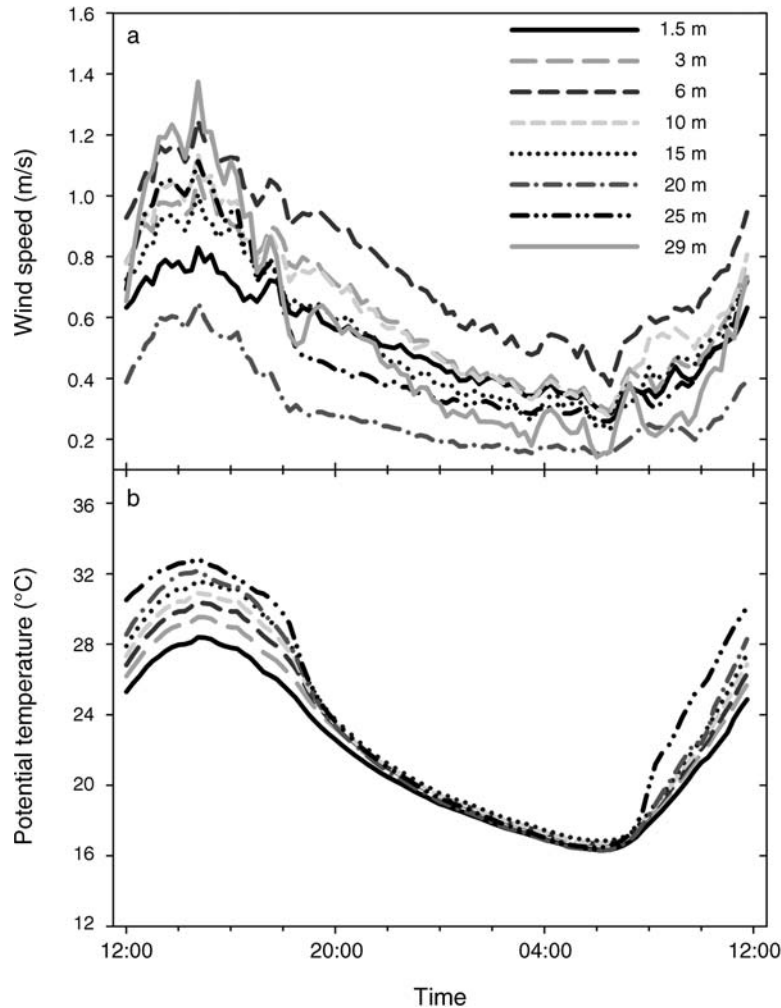 a
1.6
1.4
1.2
1.0
0.8
0.6
0.4
0.2
Wind speed (m/s)
1.5 m
3 m
6 m
10 m
15 m
20 m
25 m
29 m
b
36
32
28
24
20
16
12
Potential temperature (°C)
12:00
20:00
04:00
12:00
Time